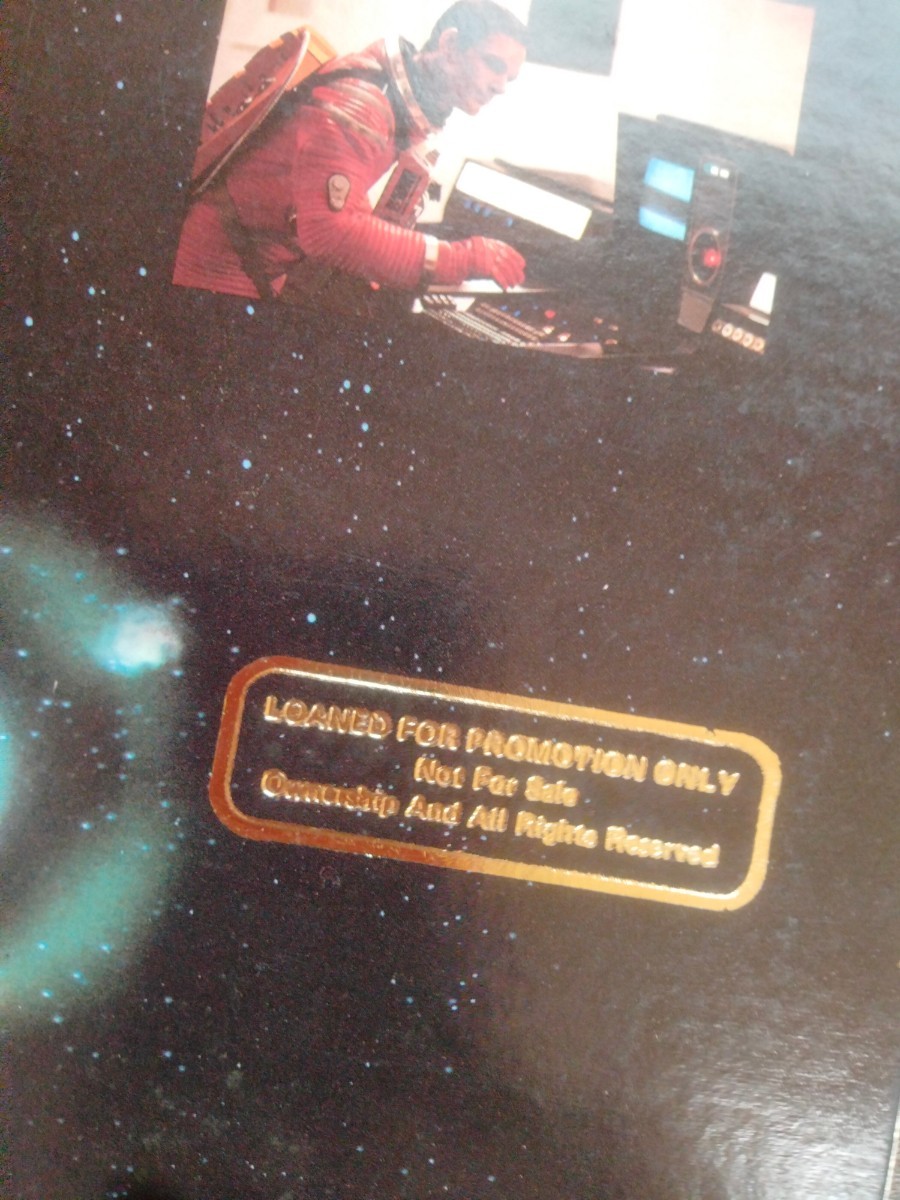 LOANED FOR PROMOTION ONLY
Not For Sale
Ownership And All Rights Reserved